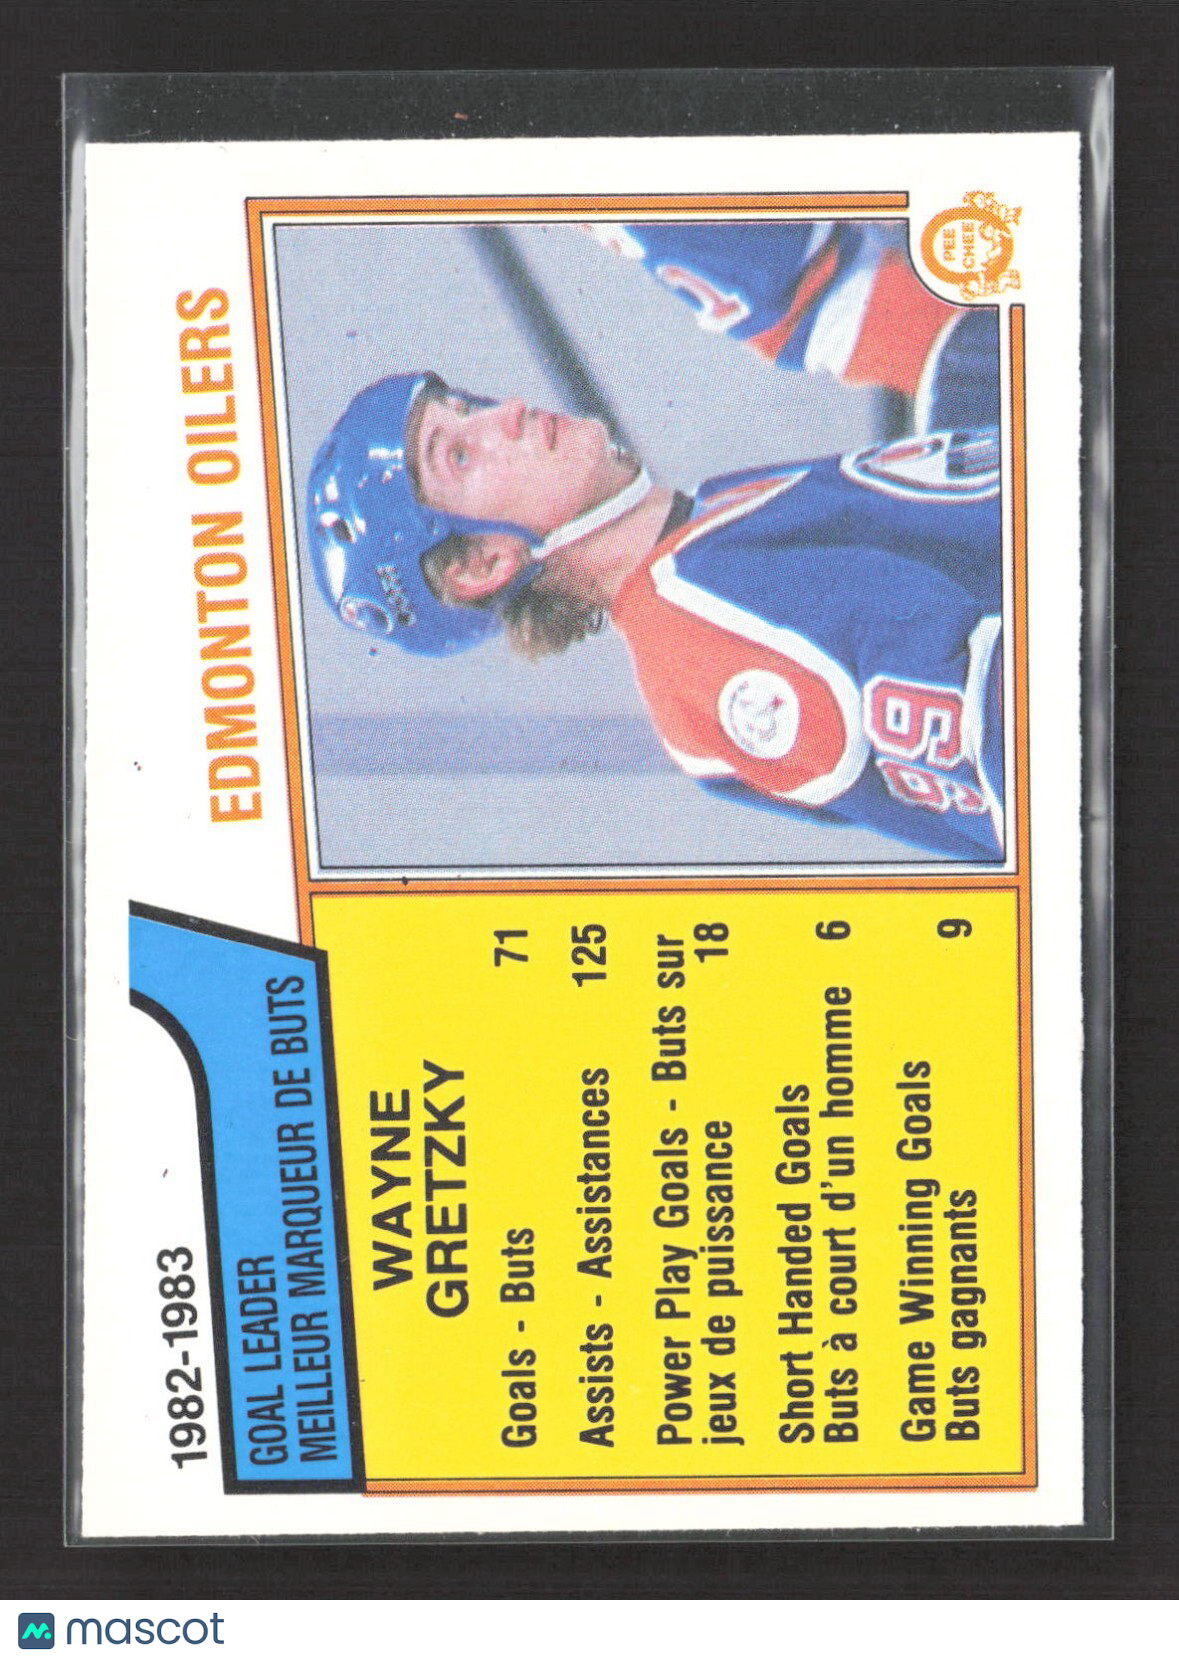 1982-1983
GOAL LEADER
MEILLEUR MARQUEUR DE BUTS
EDMONTON OILERS
WAYNE
GRETZKY
Goals - Buts 71
Assists - Assistances 125
Power Play Goals - Buts sur
jeux de puissance 18
Short Handed Goals
Buts à court d'un homme 6
Game Winning Goals
Buts gagnants 9
PEE
CHEE
99
mascot